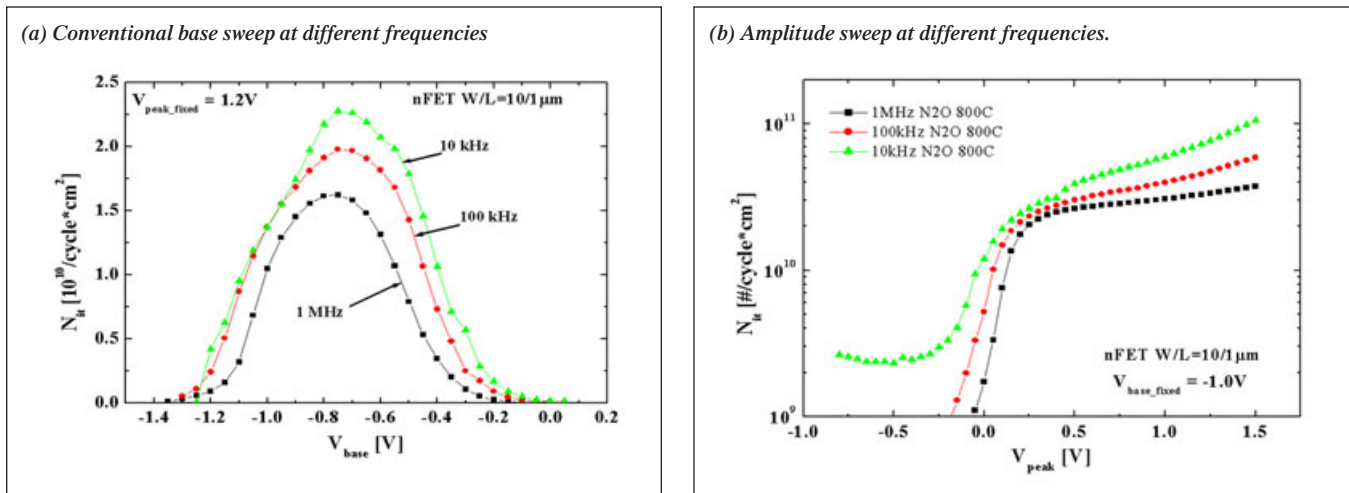 (a) Conventional base sweep at different frequencies
V_peak_fixed = 1.2V
nFET W/L=10/1µm
10 kHz
100 kHz
1 MHz
N_it [10^10/cycle*cm^2]
2.5
2.0
1.5
1.0
0.5
0.0
-1.4 -1.2 -1.0 -0.8 -0.6 -0.4 -0.2 0.0
V_base [V]
(b) Amplitude sweep at different frequencies.
1MHz N2O 800C
100kHz N2O 800C
10kHz N2O 800C
N_it [#/cycle*cm^2]
10^11
10^10
10^9
nFET W/L=10/1µm
V_base_fixed = -1.0V
-1.0 -0.5 0.0 0.5 1.0 1.5
V_peak [V]